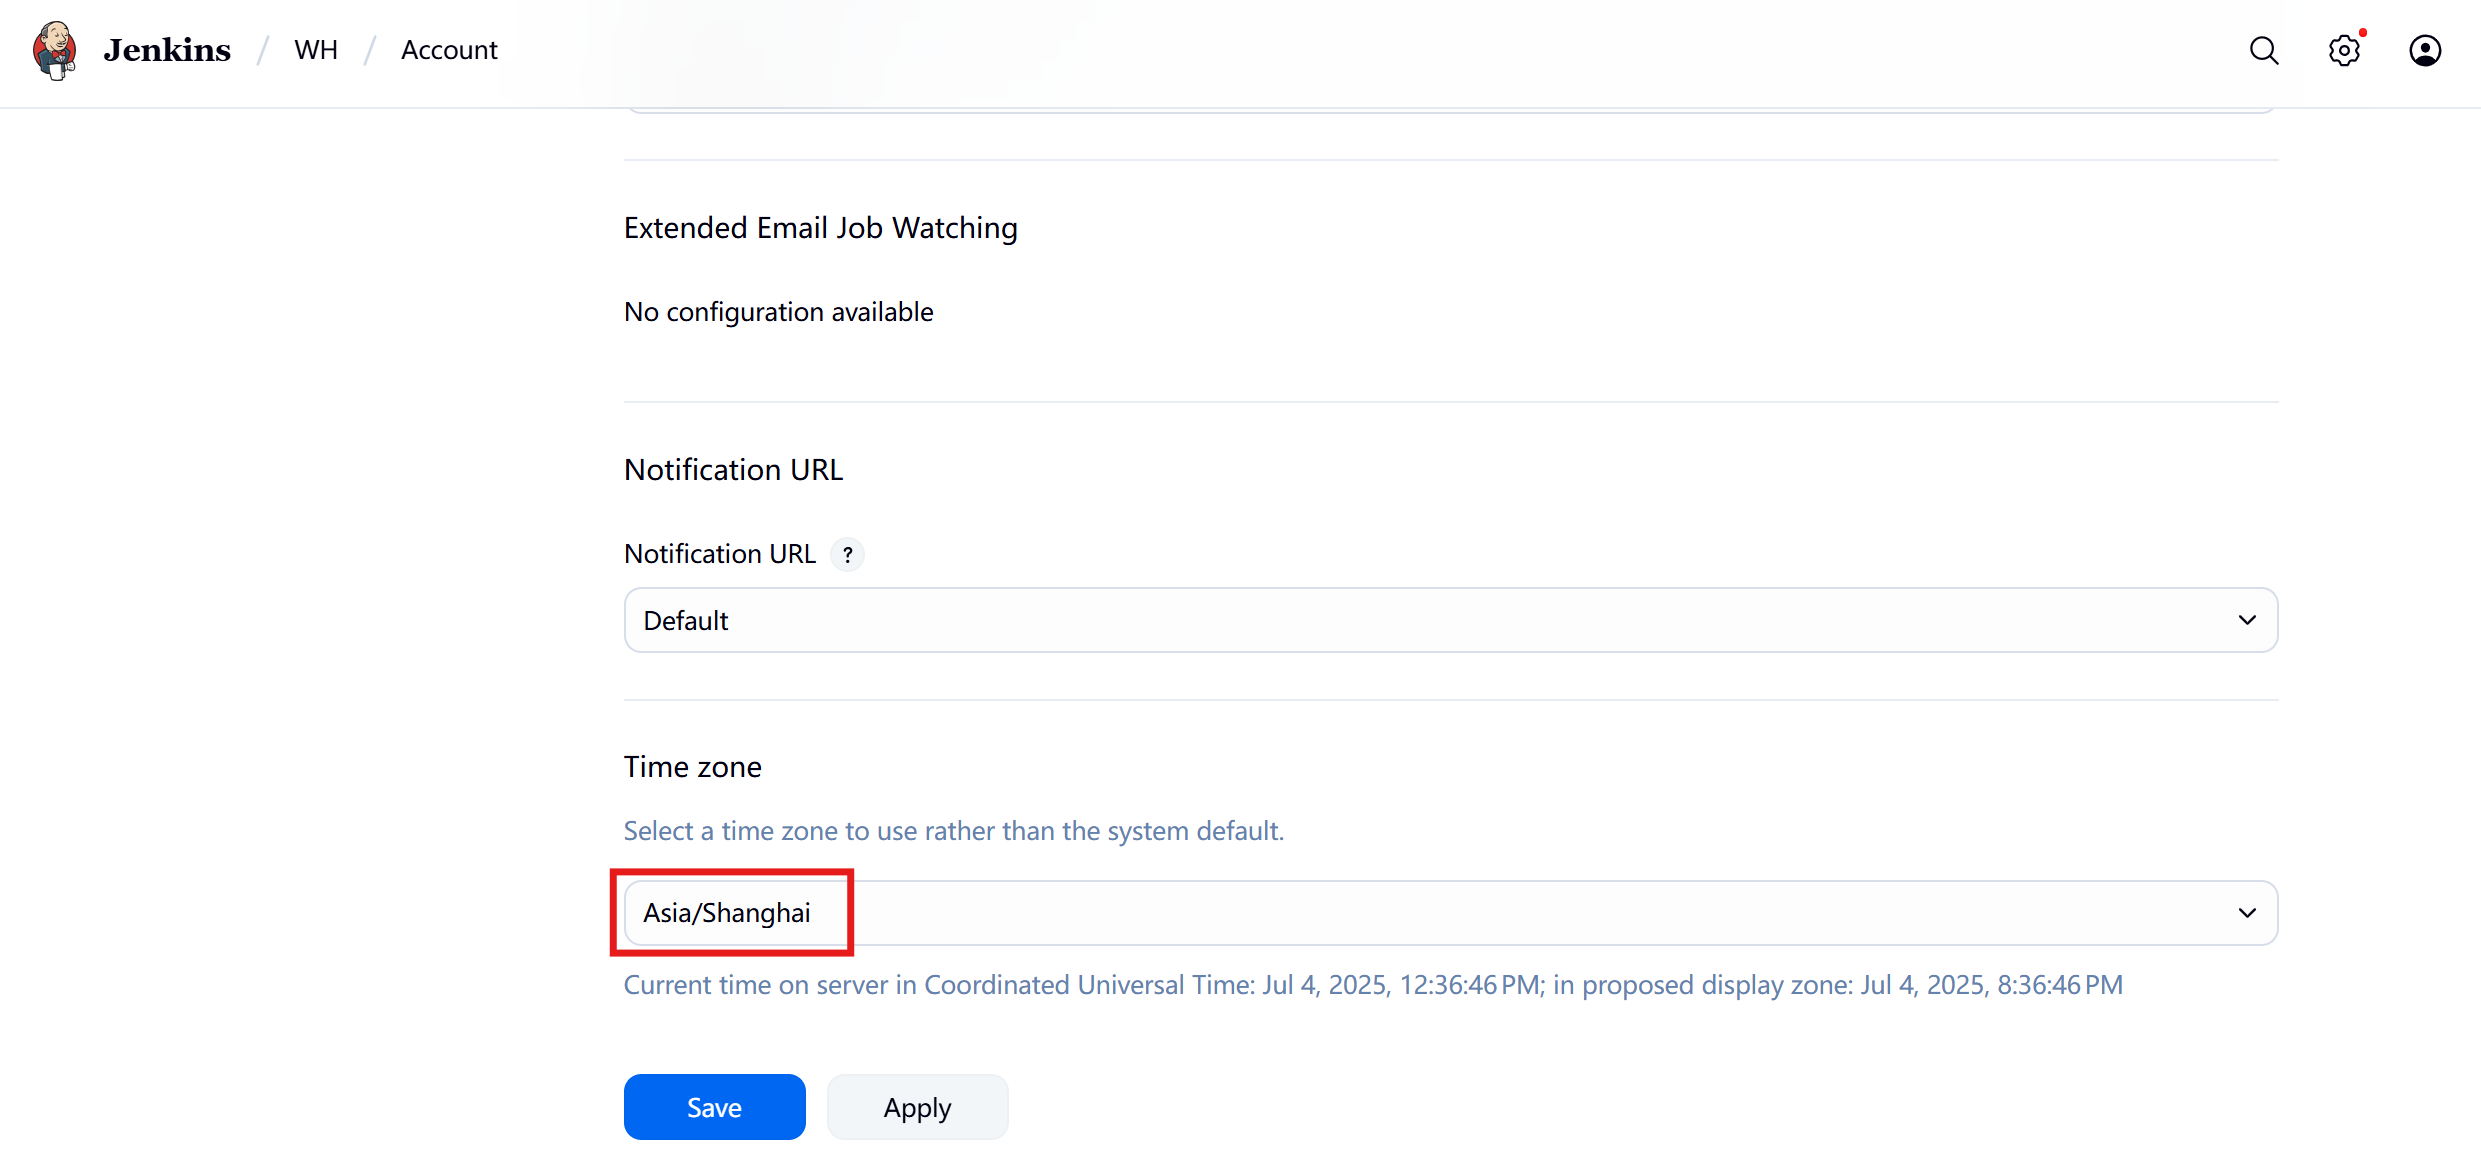 Jenkins / WH / Account
Extended Email Job Watching
No configuration available
Notification URL
Notification URL ?
Default
Time zone
Select a time zone to use rather than the system default.
Asia/Shanghai
Current time on server in Coordinated Universal Time: Jul 4, 2025, 12:36:46 PM; in proposed display zone: Jul 4, 2025, 8:36:46 PM
Save Apply